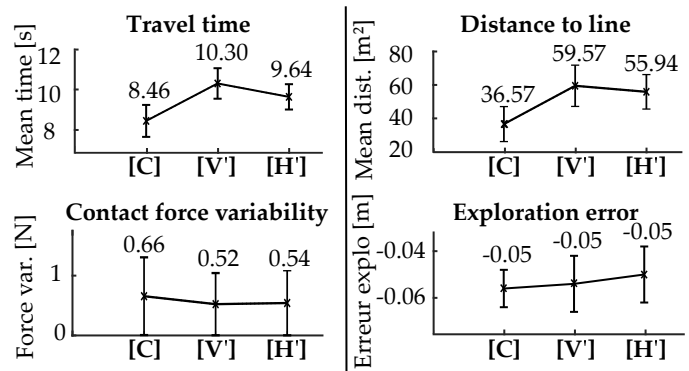 Travel time
Mean time [s]
12
10
8
8.46
10.30
9.64
[C] [V'] [H']
Distance to line
Mean dist. [m²]
80
60
40
20
36.57
59.57
55.94
[C] [V'] [H']
Contact force variability
Force var. [N]
1
0
0.66
0.52
0.54
[C] [V'] [H']
Exploration error
Erreur explo [m]
-0.04
-0.06
-0.05
-0.05
-0.05
[C] [V'] [H']